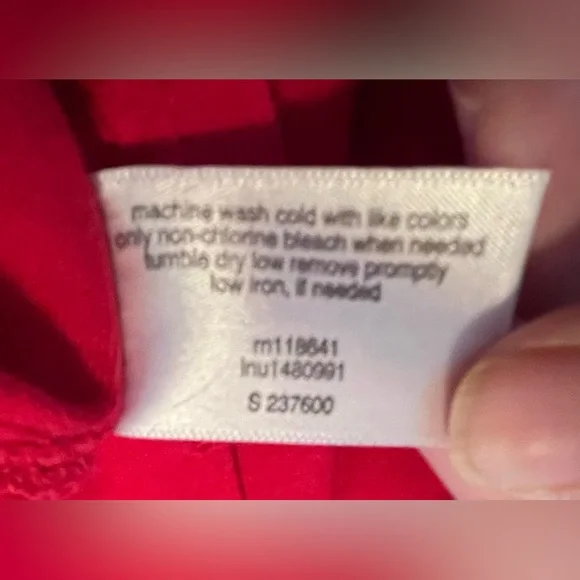 machine wash cold with like colors
only non-chlorine bleach when needed
tumble dry low remove promptly
low iron, if needed
rn118641
lnu1480991
S 237600